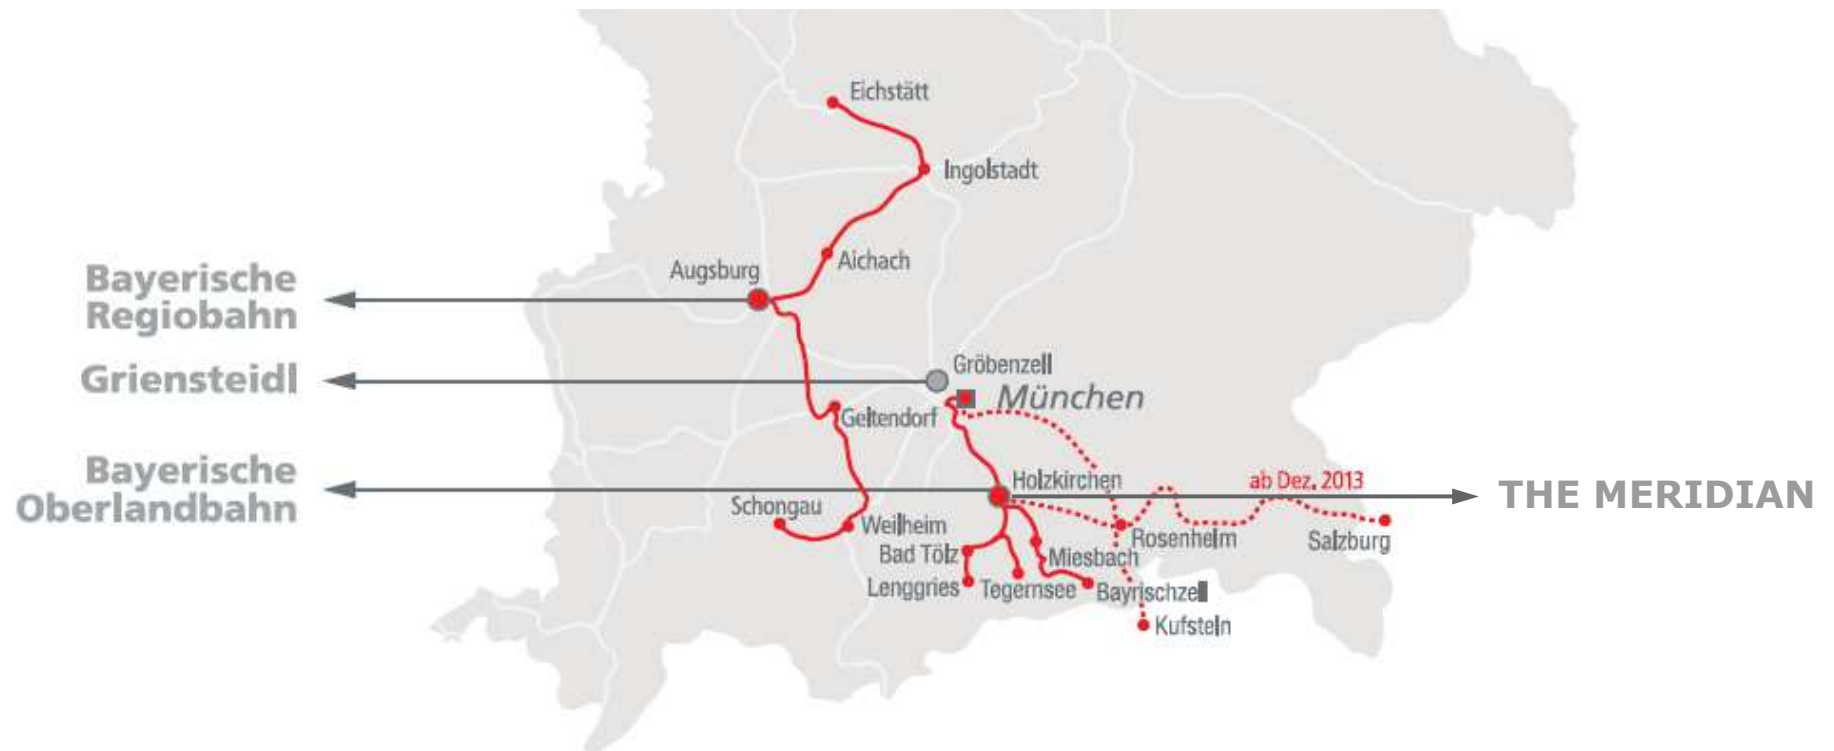 Eichstätt
Ingolstadt
Aichach
Augsburg
Bayerische
Regiobahn
Gröbenzell
Griensteidl
München
Geltendorf
Bayerische
Oberlandbahn
Holzkirchen
ab Dez. 2013
THE MERIDIAN
Schongau
Weilheim
Rosenheim
Salzburg
Bad Tölz
Miesbach
Lenggries
Tegernsee
Bayrischzell
Kufstein